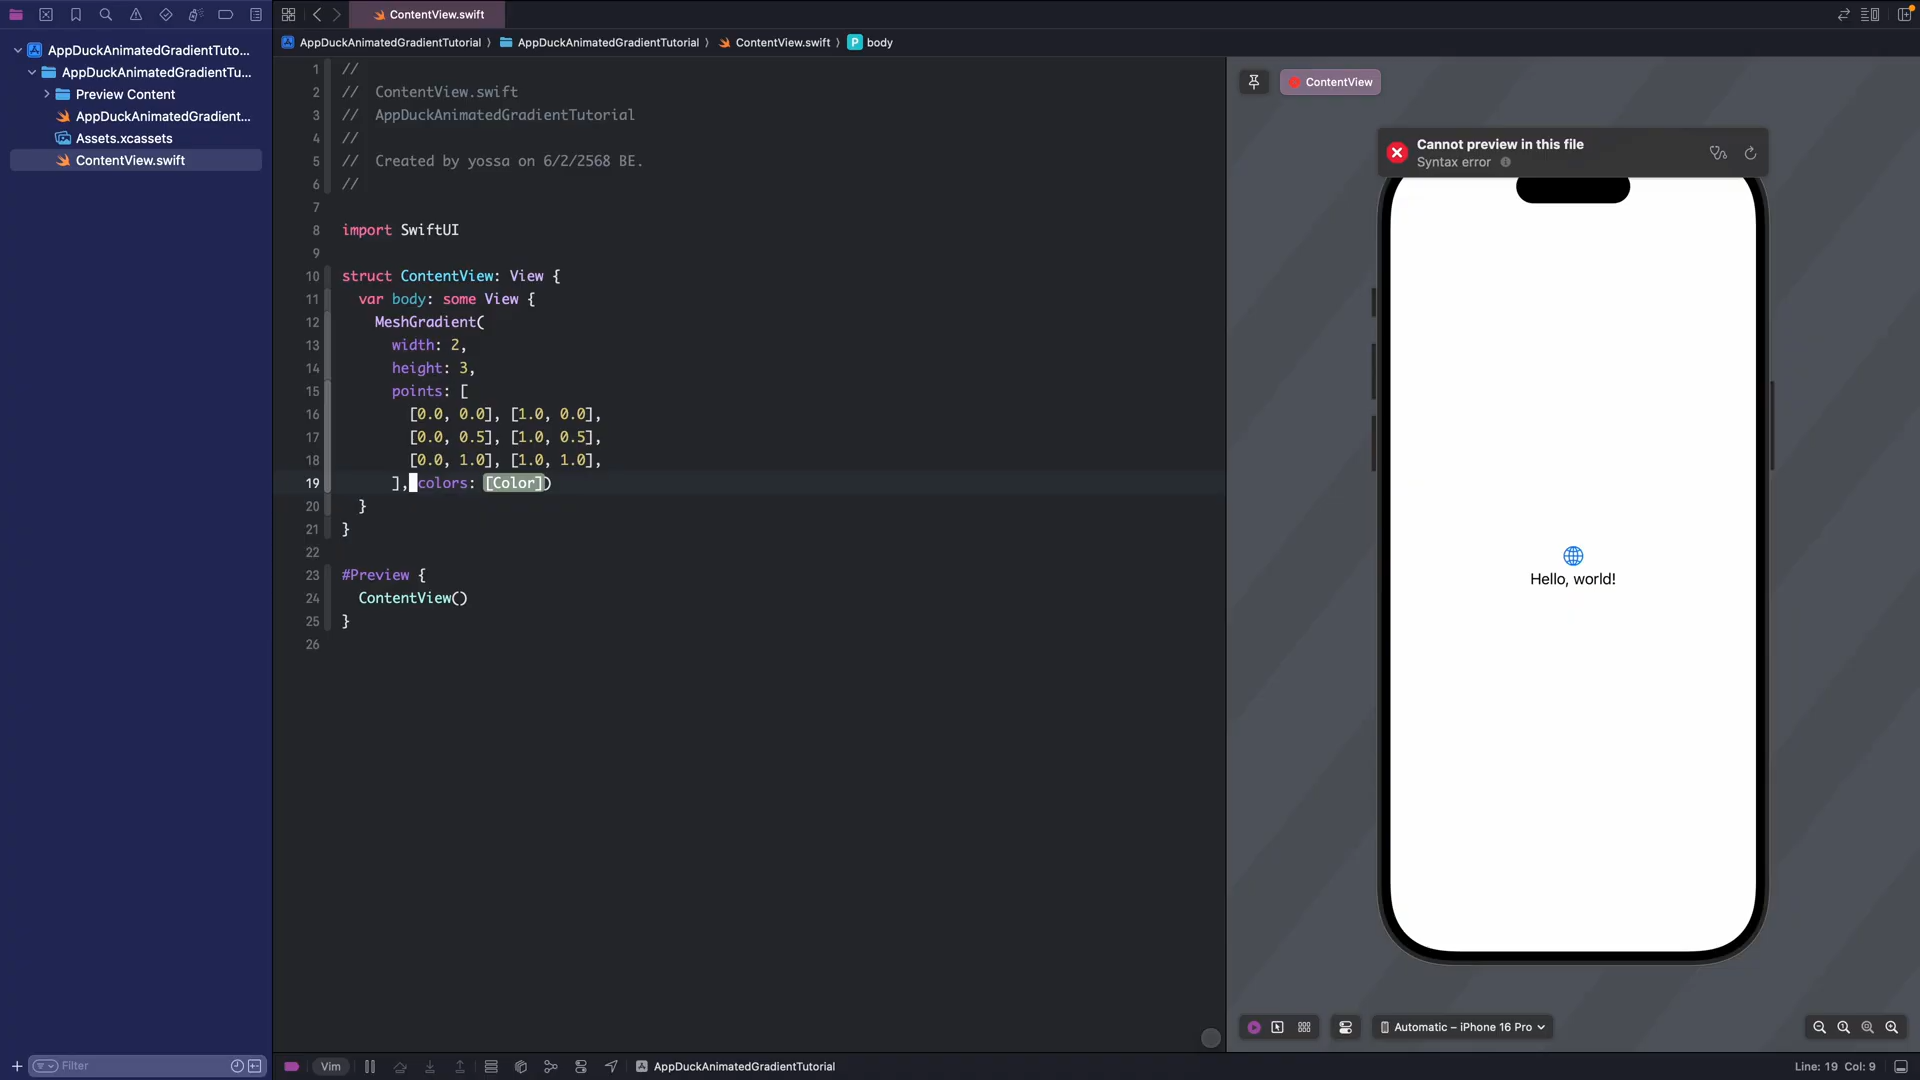 ContentView.swift
AppDuckAnimatedGradientTuto...
AppDuckAnimatedGradientTu...
Preview Content
AppDuckAnimatedGradient...
Assets.xcassets
ContentView.swift
AppDuckAnimatedGradientTutorial 〉 AppDuckAnimatedGradientTutorial 〉 ContentView.swift 〉 P body
1 //
2 // ContentView.swift
3 // AppDuckAnimatedGradientTutorial
4 //
5 // Created by yossa on 6/2/2568 BE.
6 //
7
8 import SwiftUI
9
10 struct ContentView: View {
11 var body: some View {
12 MeshGradient(
13 width: 2,
14 height: 3,
15 points: [
16 [0.0, 0.0], [1.0, 0.0],
17 [0.0, 0.5], [1.0, 0.5],
18 [0.0, 1.0], [1.0, 1.0],
19 ], colors: [Color])
20 }
21 }
22
23 #Preview {
24 ContentView()
25 }
26
ContentView
Cannot preview in this file
Syntax error
Hello, world!
Automatic – iPhone 16 Pro
Filter
Vim
AppDuckAnimatedGradientTutorial
Line: 19 Col: 9